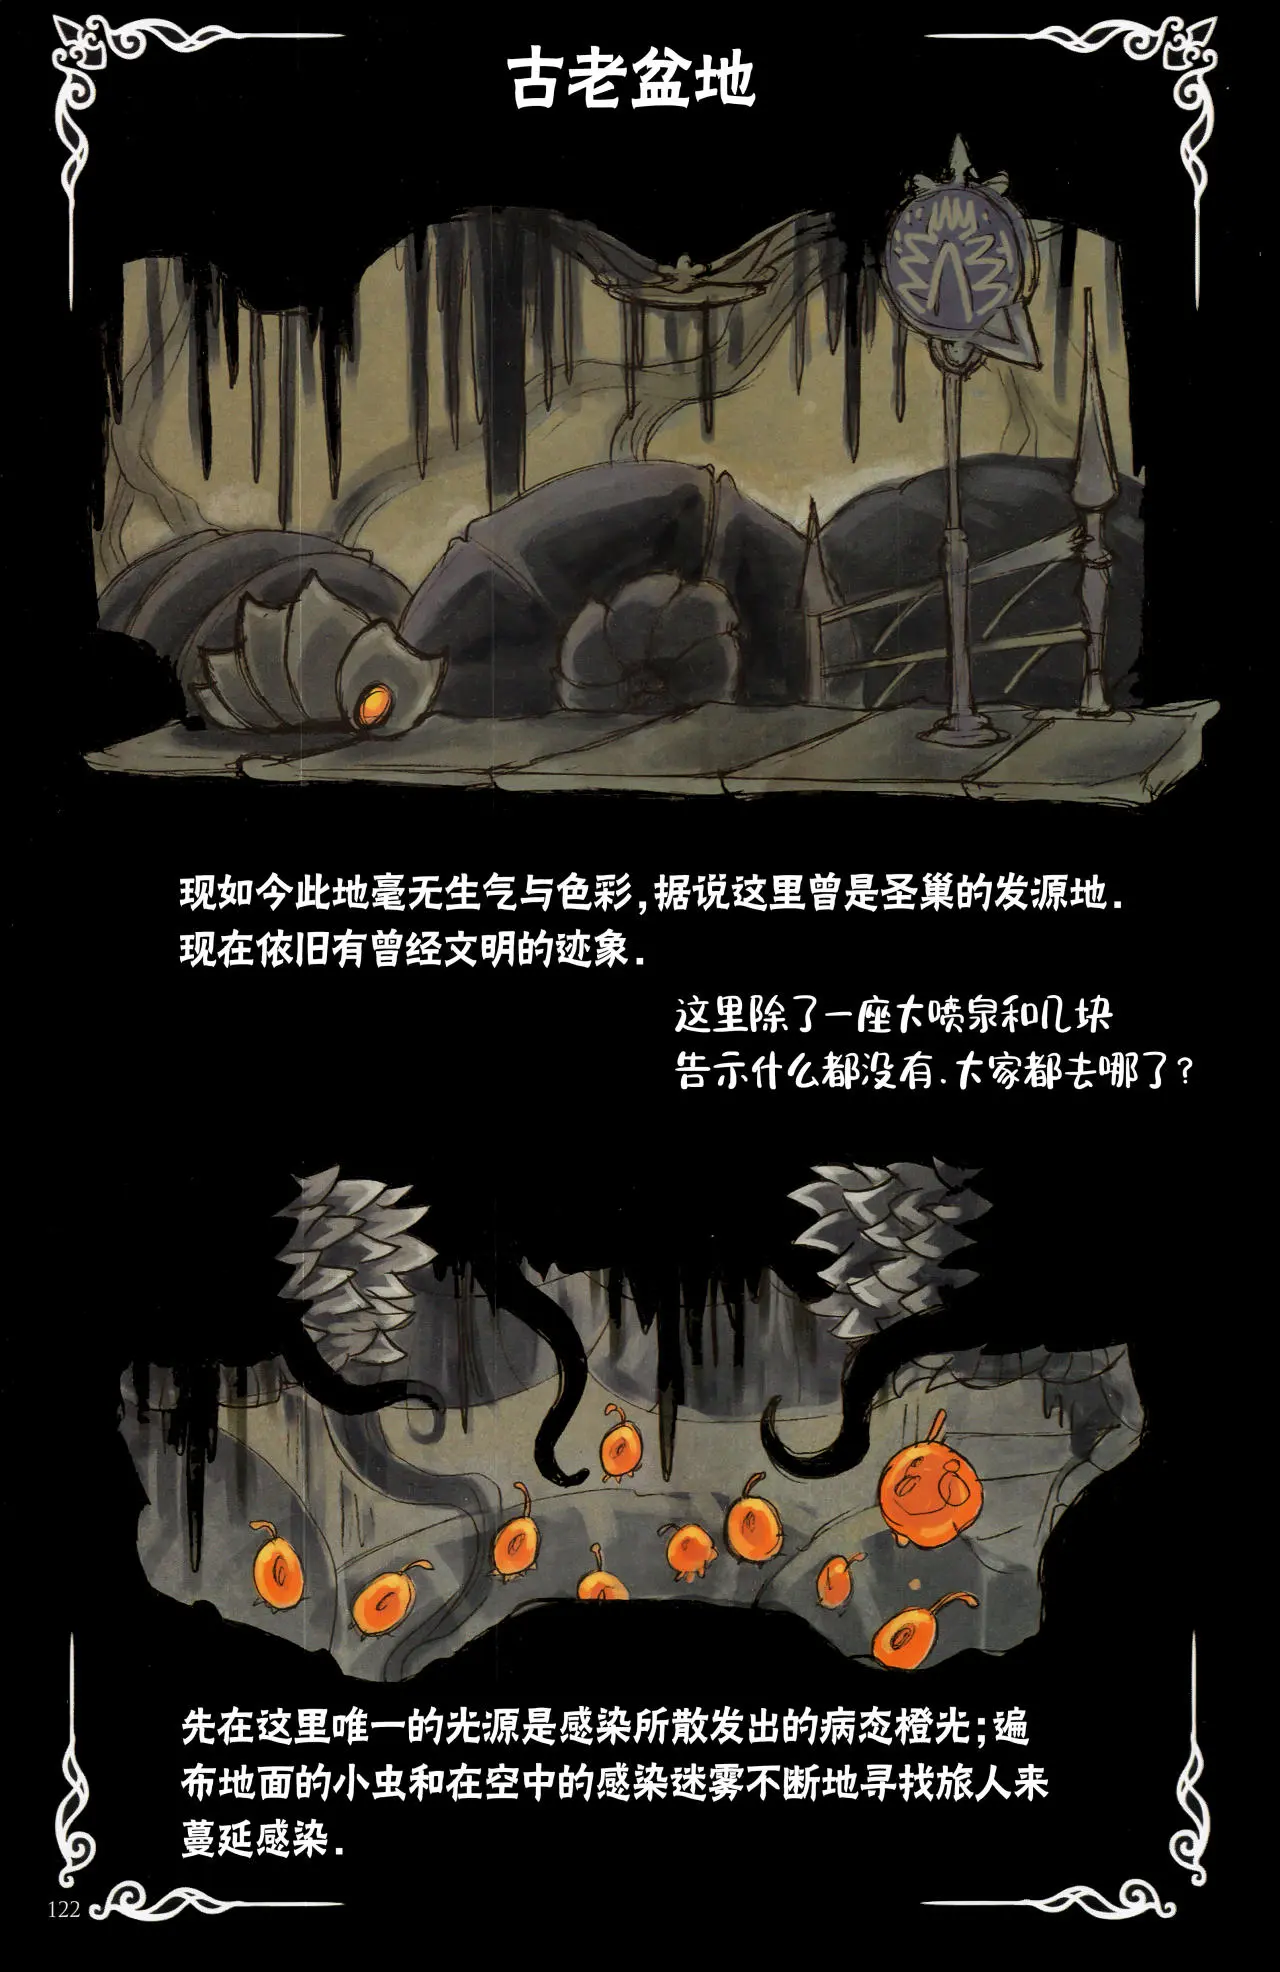 古老盆地
现如今此地毫无生气与色彩,据说这里曾是圣巢的发源地.
现在依旧有曾经文明的迹象.
这里除了一座大喷泉和几块
告示什么都没有.大家都去哪了?
先在这里唯一的光源是感染所散发出的病态橙光;遍
布地面的小虫和在空中的感染迷雾不断地寻找旅人来
蔓延感染.
122